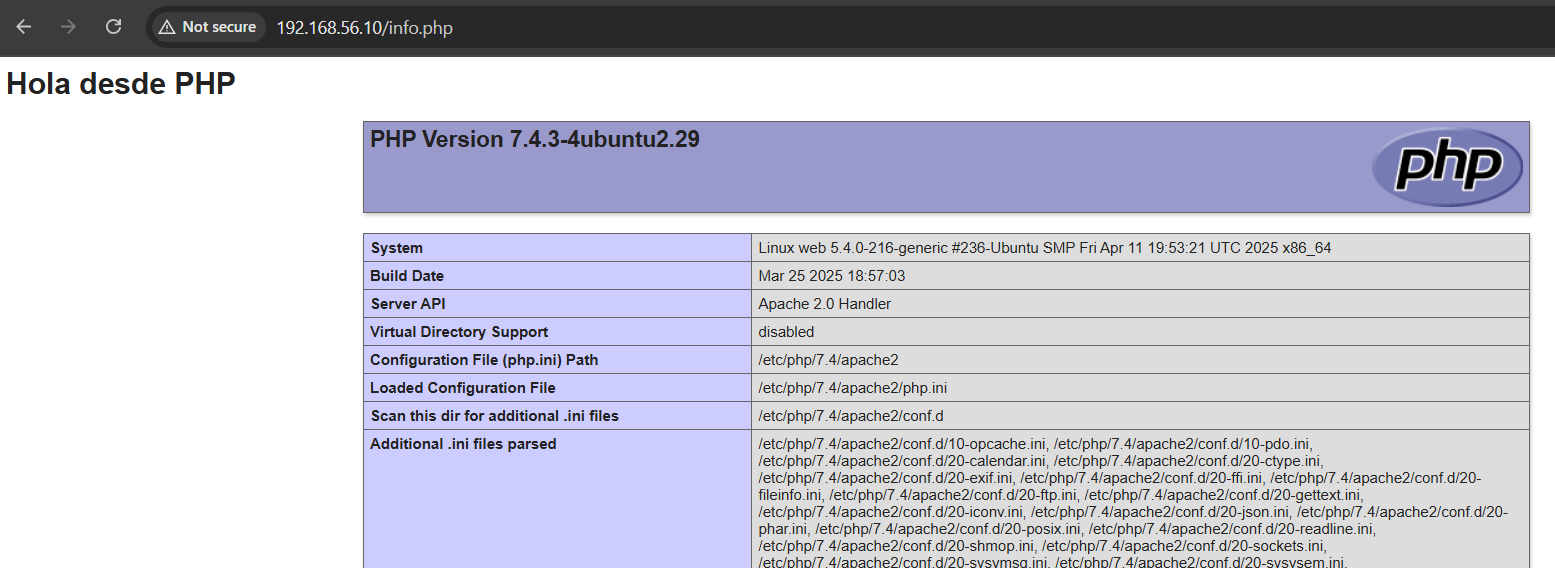 Not secure 192.168.56.10/info.php
Hola desde PHP
PHP Version 7.4.3-4ubuntu2.29
php
System Linux web 5.4.0-216-generic #236-Ubuntu SMP Fri Apr 11 19:53:21 UTC 2025 x86_64
Build Date Mar 25 2025 18:57:03
Server API Apache 2.0 Handler
Virtual Directory Support disabled
Configuration File (php.ini) Path /etc/php/7.4/apache2
Loaded Configuration File /etc/php/7.4/apache2/php.ini
Scan this dir for additional .ini files /etc/php/7.4/apache2/conf.d
Additional .ini files parsed /etc/php/7.4/apache2/conf.d/10-opcache.ini, /etc/php/7.4/apache2/conf.d/10-pdo.ini,
/etc/php/7.4/apache2/conf.d/20-calendar.ini, /etc/php/7.4/apache2/conf.d/20-ctype.ini,
/etc/php/7.4/apache2/conf.d/20-exif.ini, /etc/php/7.4/apache2/conf.d/20-ffi.ini, /etc/php/7.4/apache2/conf.d/20-
fileinfo.ini, /etc/php/7.4/apache2/conf.d/20-ftp.ini, /etc/php/7.4/apache2/conf.d/20-gettext.ini,
/etc/php/7.4/apache2/conf.d/20-iconv.ini, /etc/php/7.4/apache2/conf.d/20-json.ini, /etc/php/7.4/apache2/conf.d/20-
phar.ini, /etc/php/7.4/apache2/conf.d/20-posix.ini, /etc/php/7.4/apache2/conf.d/20-readline.ini,
/etc/php/7.4/apache2/conf.d/20-shmop.ini, /etc/php/7.4/apache2/conf.d/20-sockets.ini,
/etc/php/7.4/apache2/conf.d/20-sysvmsg.ini, /etc/php/7.4/apache2/conf.d/20-sysvsem.ini,